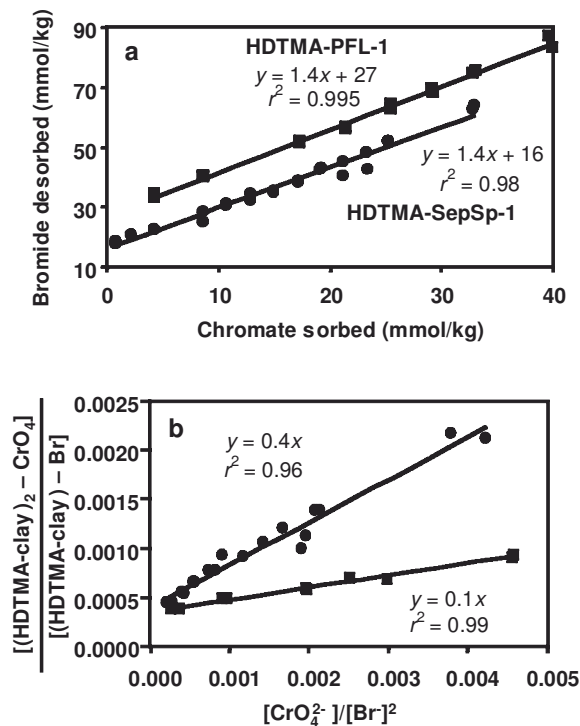 a
HDTMA-PFL-1
y = 1.4x + 27
r² = 0.995
y = 1.4x + 16
r² = 0.98
HDTMA-SepSp-1
Bromide desorbed (mmol/kg)
90
70
50
30
10
0 10 20 30 40
Chromate sorbed (mmol/kg)
b
y = 0.4x
r² = 0.96
y = 0.1x
r² = 0.99
[(HDTMA-clay)₂ – CrO₄]
[(HDTMA-clay) – Br]
0.0025
0.0020
0.0015
0.0010
0.0005
0.0000
0.000 0.001 0.002 0.003 0.004 0.005
[CrO₄²⁻]/[Br⁻]²